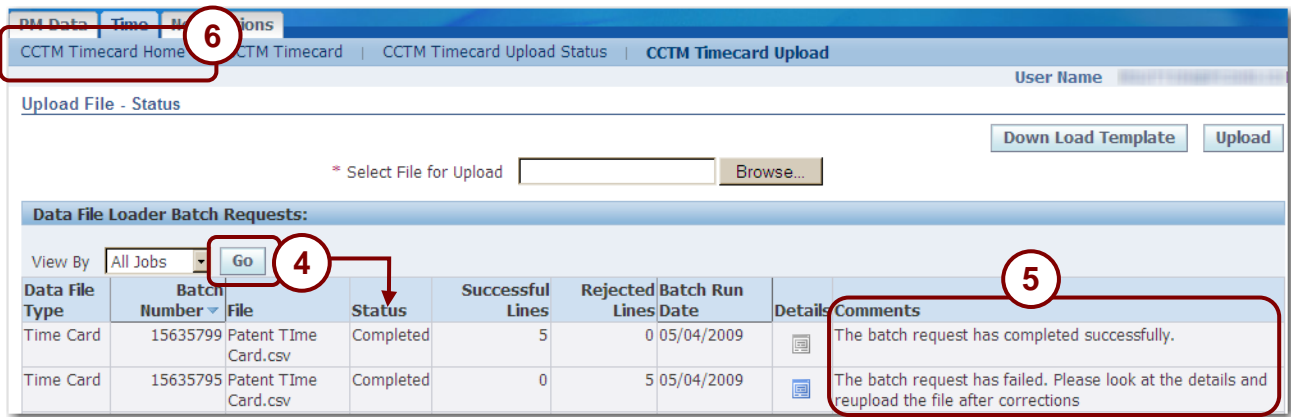 PM Data Time
6
CCTM Timecard Home CTM Timecard | CCTM Timecard Upload Status | CCTM Timecard Upload
User Name
Upload File - Status
Down Load Template Upload
* Select File for Upload Browse...
Data File Loader Batch Requests:
View By All Jobs Go 4
5
Data File Type Batch Number File Status Successful Lines Rejected Lines Batch Run Date Details Comments
Time Card 15635799 Patent TIme Card.csv Completed 5 0 05/04/2009 The batch request has completed successfully.
Time Card 15635795 Patent TIme Card.csv Completed 0 5 05/04/2009 The batch request has failed. Please look at the details and reupload the file after corrections